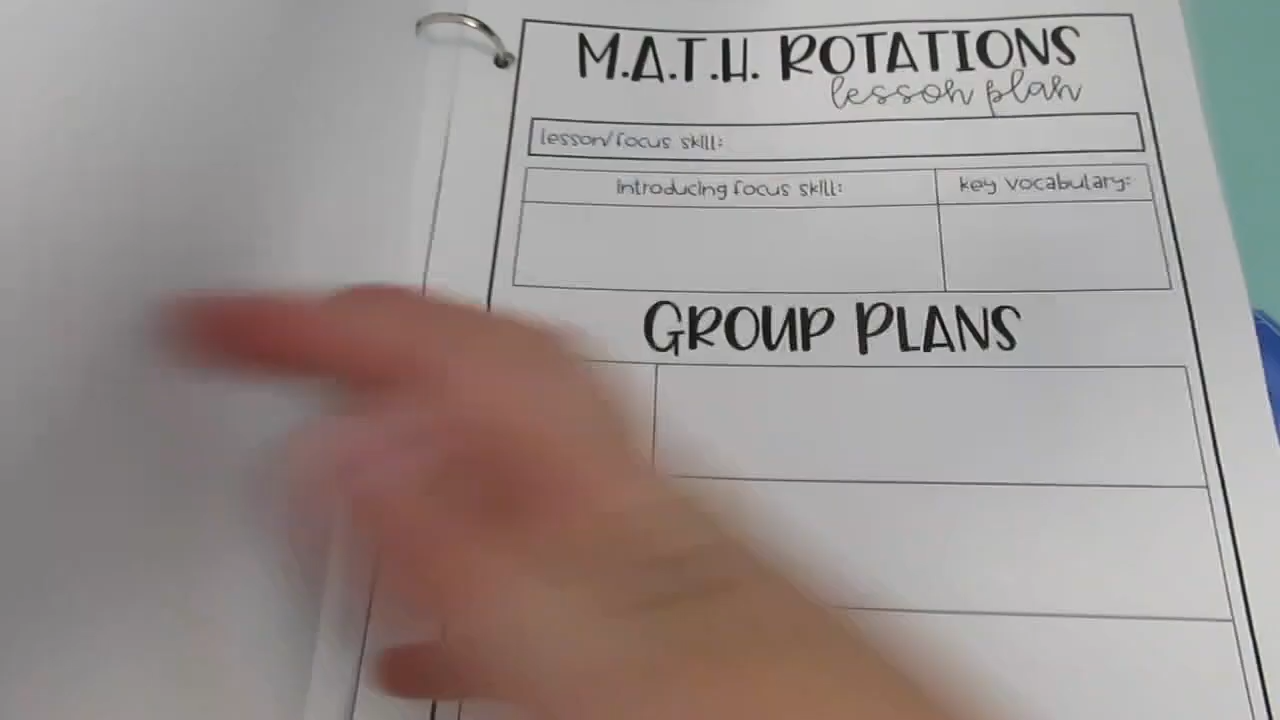 M.A.T.H. ROTATIONS
lesson plan
lesson/focus skill:
introducing focus skill:
key vocabulary:
GROUP PLANS